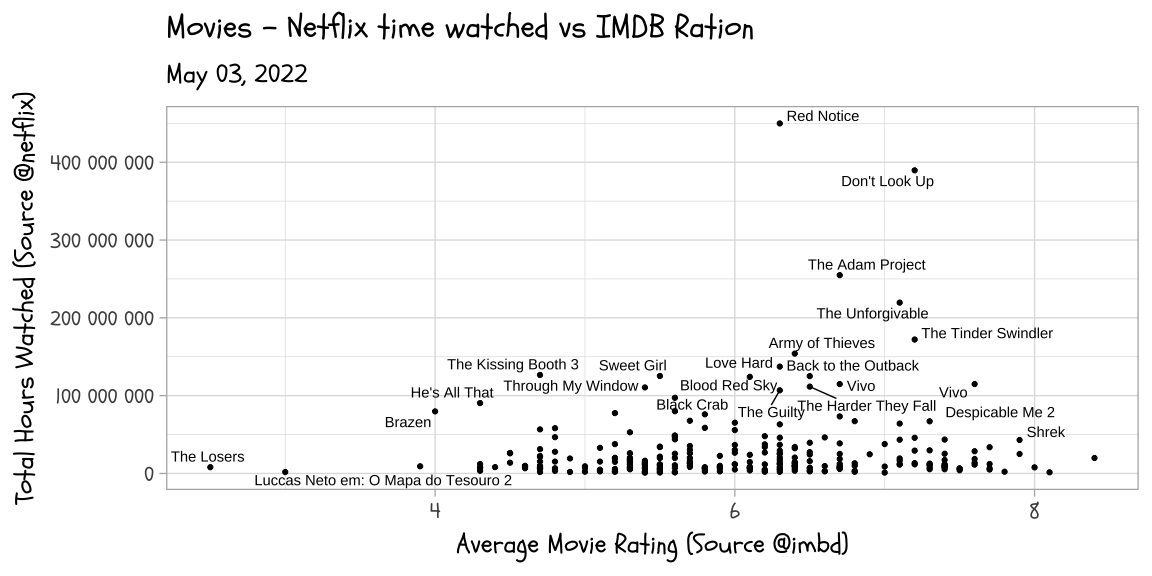 Movies - Netflix time watched vs IMDB Ration
May 03, 2022
Total Hours Watched (Source @netflix)
400 000 000
300 000 000
200 000 000
100 000 000
0
Red Notice
Don't Look Up
The Adam Project
The Unforgivable
The Tinder Swindler
Army of Thieves
The Kissing Booth 3
Sweet Girl
Love Hard
Back to the Outback
He's All That
Through My Window
Blood Red Sky
Vivo
Vivo
Brazen
Black Crab
The Guilty
The Harder They Fall
Despicable Me 2
Shrek
The Losers
Luccas Neto em: O Mapa do Tesouro 2
4
6
8
Average Movie Rating (Source @imbd)